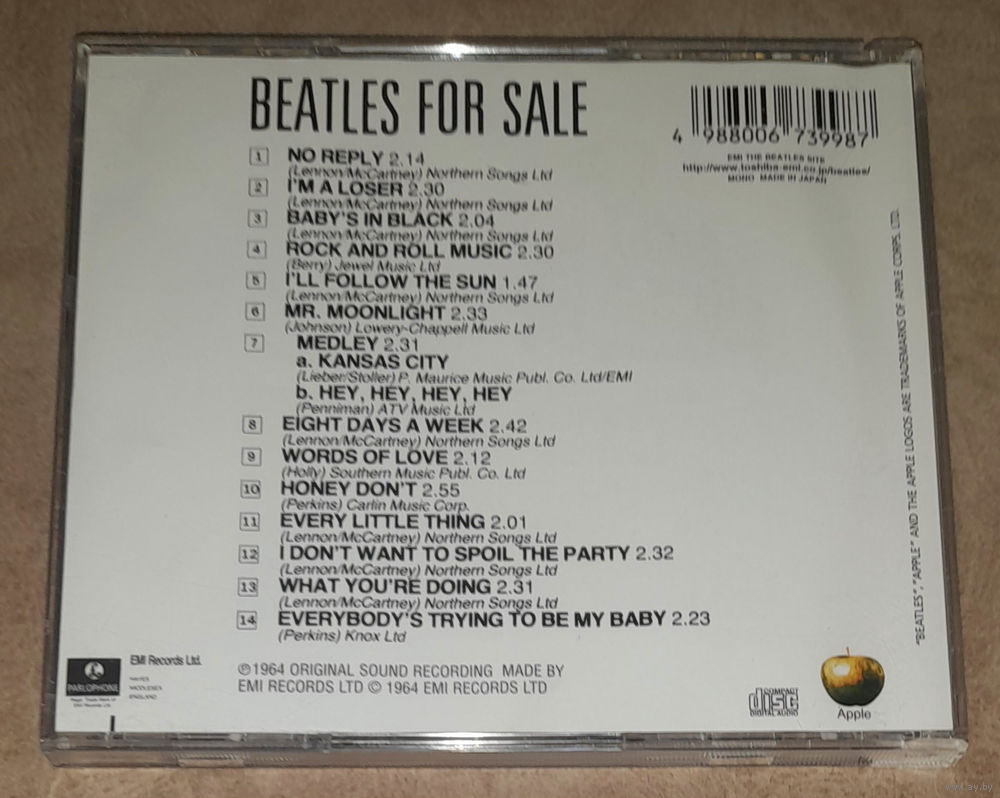 BEATLES FOR SALE
4 988006 739987
EMI THE BEATLES SITE
http://www.toshiba-emi.co.jp/beatles/
MONO MADE IN JAPAN
1 NO REPLY 2.14
(Lennon/McCartney) Northern Songs Ltd
2 I'M A LOSER 2.30
(Lennon/McCartney) Northern Songs Ltd
3 BABY'S IN BLACK 2.04
(Lennon/McCartney) Northern Songs Ltd
4 ROCK AND ROLL MUSIC 2.30
(Berry) Jewel Music Ltd
5 I'LL FOLLOW THE SUN 1.47
(Lennon/McCartney) Northern Songs Ltd
6 MR. MOONLIGHT 2.33
(Johnson) Lowery-Chappell Music Ltd
7 MEDLEY 2.31
a. KANSAS CITY
(Lieber/Stoller) P. Maurice Music Publ. Co. Ltd/EMI
b. HEY, HEY, HEY, HEY
(Penniman) ATV Music Ltd
8 EIGHT DAYS A WEEK 2.42
(Lennon/McCartney) Northern Songs Ltd
9 WORDS OF LOVE 2.12
(Holly) Southern Music Publ. Co. Ltd
10 HONEY DON'T 2.55
(Perkins) Carlin Music Corp.
11 EVERY LITTLE THING 2.01
(Lennon/McCartney) Northern Songs Ltd
12 I DON'T WANT TO SPOIL THE PARTY 2.32
(Lennon/McCartney) Northern Songs Ltd
13 WHAT YOU'RE DOING 2.31
(Lennon/McCartney) Northern Songs Ltd
14 EVERYBODY'S TRYING TO BE MY BABY 2.23
(Perkins) Knox Ltd
"BEATLES", "APPLE" AND THE APPLE LOGOS ARE TRADEMARKS OF APPLE CORPS. LTD.
PARLOPHONE
Regd. Trade Mark of
EMI Records Ltd.
EMI Records Ltd.
HAYES
MIDDLESEX
ENGLAND
℗1964 ORIGINAL SOUND RECORDING MADE BY
EMI RECORDS LTD © 1964 EMI RECORDS LTD
COMPACT
disc
DIGITAL AUDIO
Apple